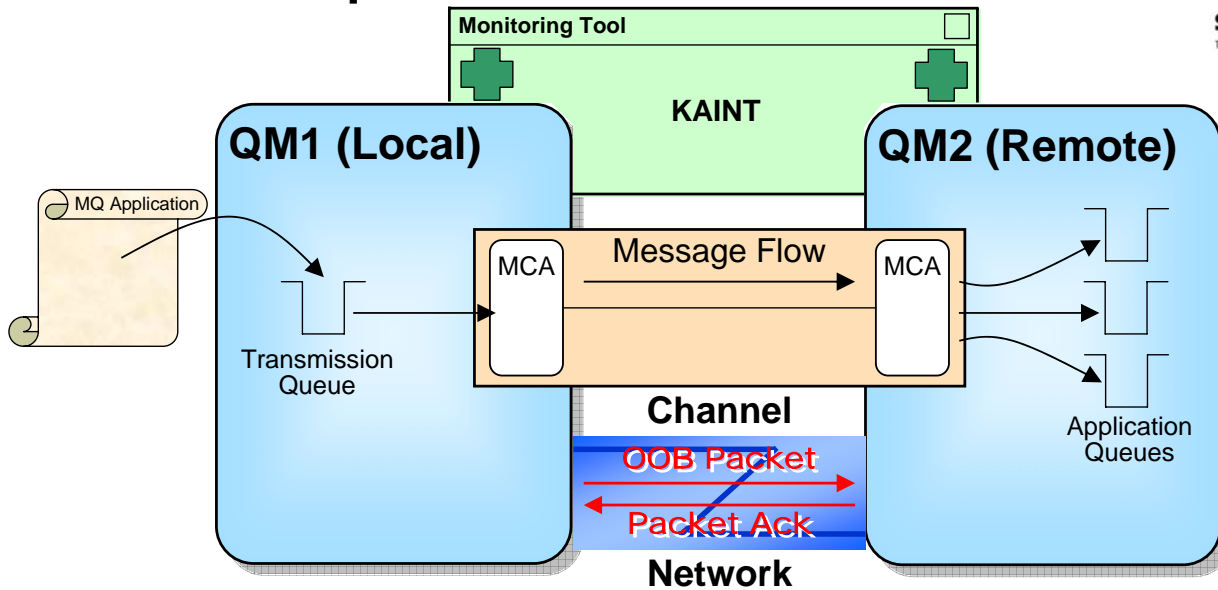 Monitoring Tool
KAINT
QM1 (Local)
QM2 (Remote)
MQ Application
Message Flow
MCA
MCA
Transmission
Queue
Channel
Application
Queues
OOB Packet
Packet Ack
Network